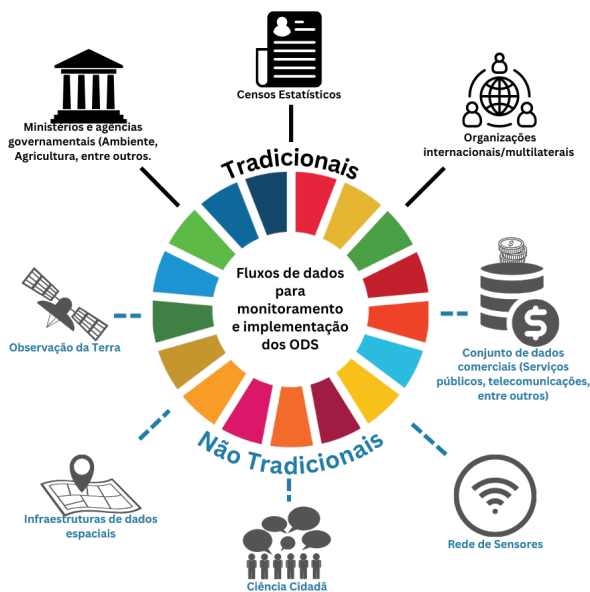 Censos Estatísticos
Ministérios e agências
governamentais (Ambiente,
Agricultura, entre outros.
Organizações
internacionais/multilaterais
Tradicionais
Fluxos de dados
para
monitoramento
e implementação
dos ODS
Observação da Terra
Conjunto de dados
comerciais (Serviços
públicos, telecomunicações,
entre outros)
Não Tradicionais
Infraestruturas de dados
espaciais
Rede de Sensores
Ciência Cidadã